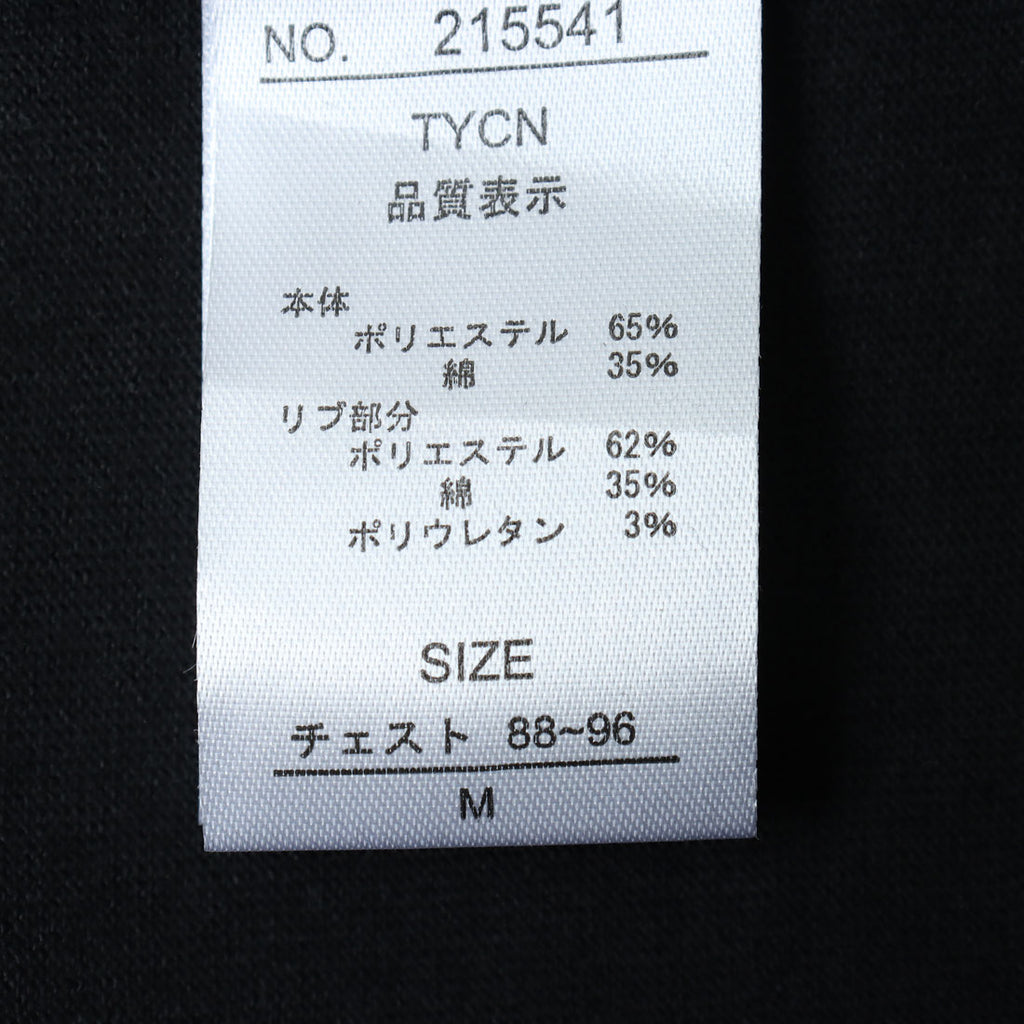 NO. 215541
TYCN
品質表示
本体
ポリエステル 65%
綿 35%
リブ部分
ポリエステル 62%
綿 35%
ポリウレタン 3%
SIZE
チェスト 88~96
M